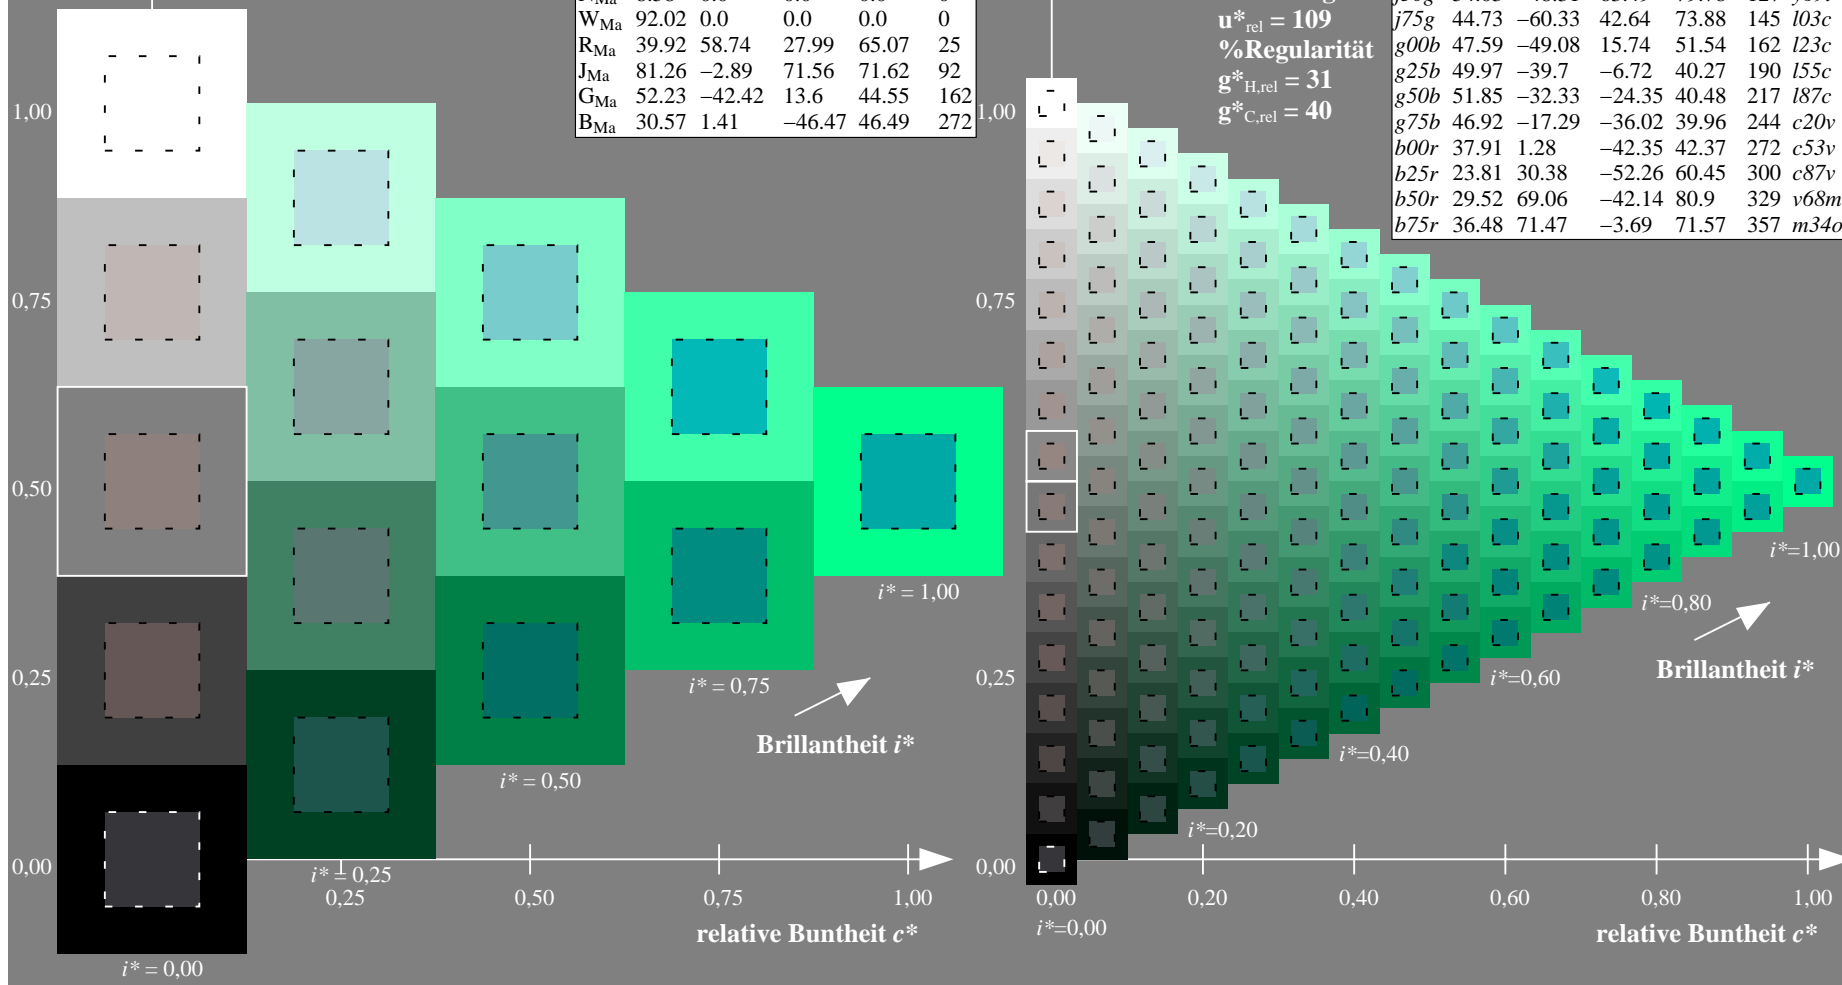 W_Ma 92.02 0.0 0.0 0.0 0
R_Ma 39.92 58.74 27.99 65.07 25
J_Ma 81.26 −2.89 71.56 71.62 92
G_Ma 52.23 −42.42 13.6 44.55 162
B_Ma 30.57 1.41 −46.47 46.49 272
u*rel = 109
%Regularität
g*H,rel = 31
g*C,rel = 40
j75g 44.73 −60.33 42.64 73.88 145 l03c
g00b 47.59 −49.08 15.74 51.54 162 l23c
g25b 49.97 −39.7 −6.72 40.27 190 l55c
g50b 51.85 −32.33 −24.35 40.48 217 l87c
g75b 46.92 −17.29 −36.02 39.96 244 c20v
b00r 37.91 1.28 −42.35 42.37 272 c53v
b25r 23.81 30.38 −52.26 60.45 300 c87v
b50r 29.52 69.06 −42.14 80.9 329 v68m
b75r 36.48 71.47 −3.69 71.57 357 m34o
1,00
0,75
0,50
0,25
0,00
i* = 1,00
i* = 0,75
Brillantheit i*
i* = 0,50
i* = 0,25
0,25 0,50 0,75 1,00
relative Buntheit c*
i* = 0,00
1,00
0,75
0,50
0,25
0,00
i*=1,00
i*=0,80
Brillantheit i*
i*=0,60
i*=0,40
i*=0,20
0,00 0,20 0,40 0,60 0,80 1,00
i*=0,00
relative Buntheit c*